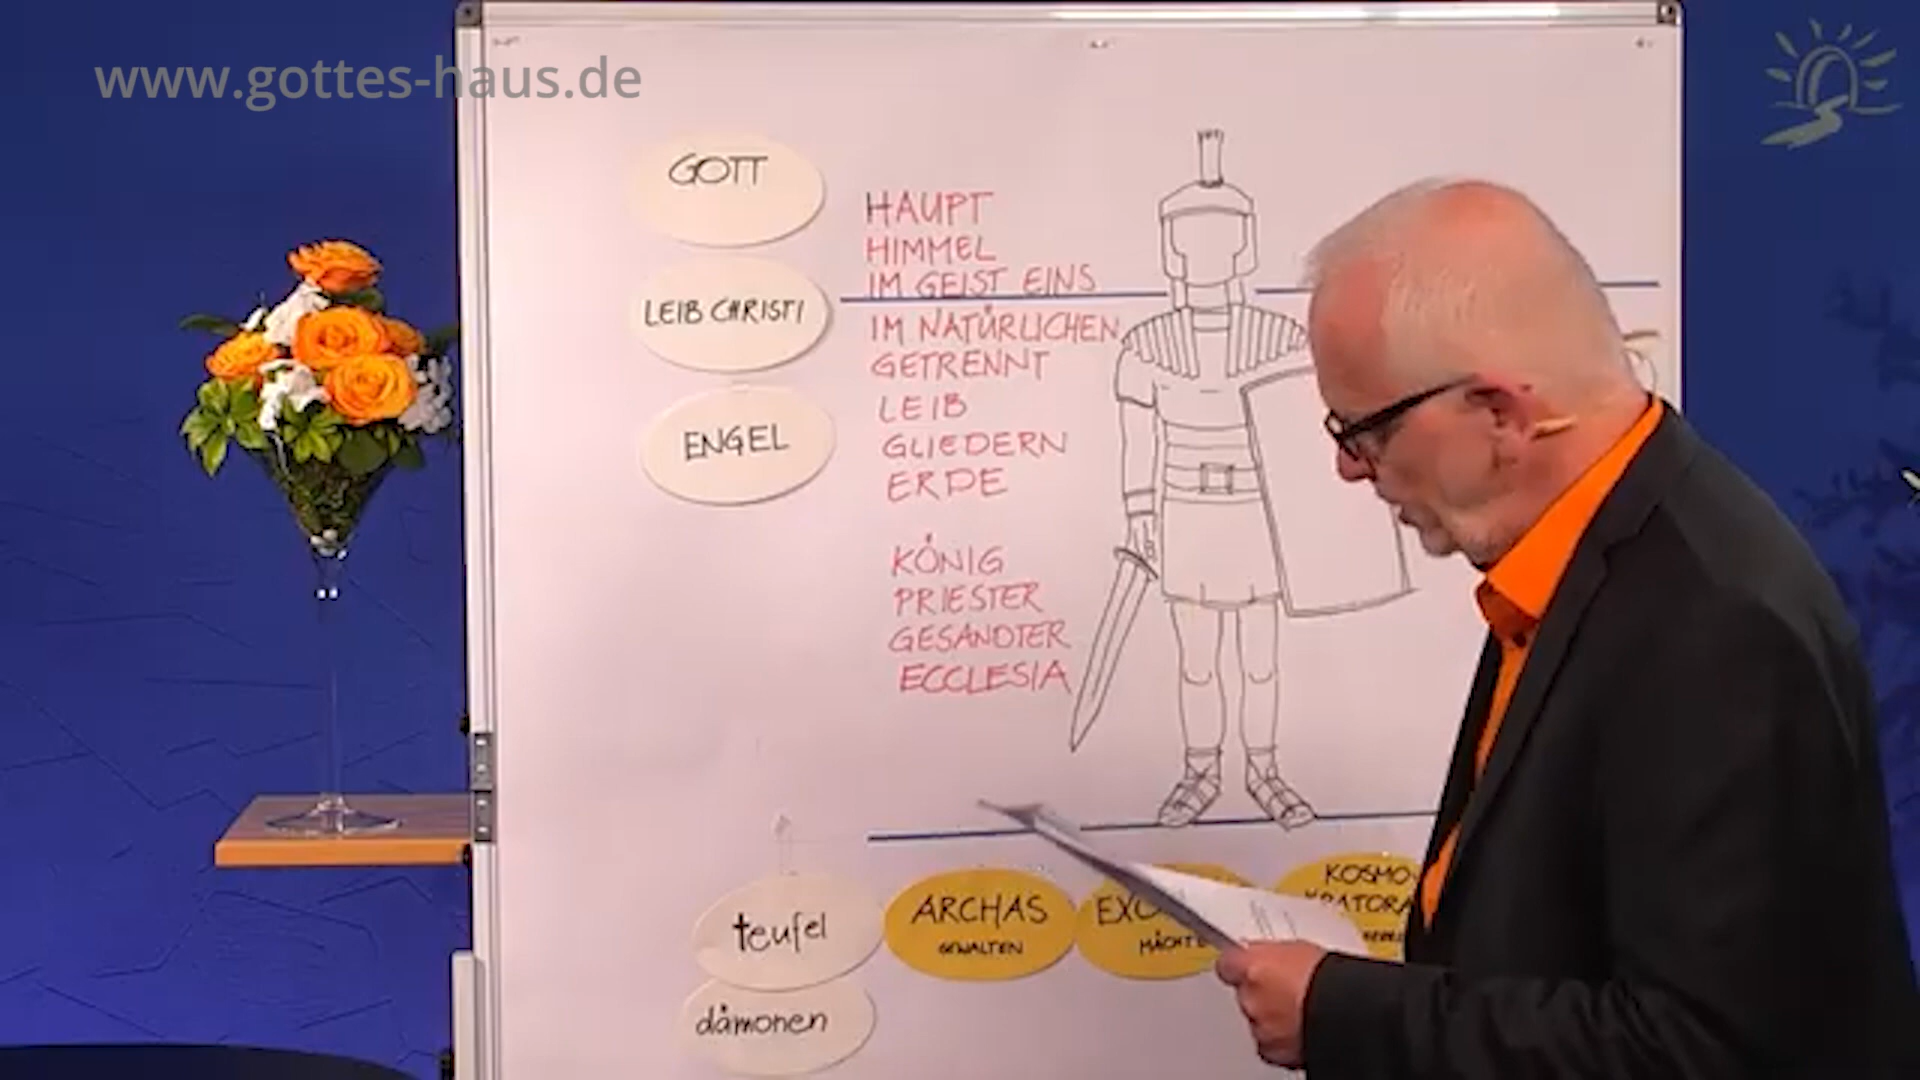 www.gottes-haus.de
GOTT
HAUPT
HIMMEL
IM GEIST EINS
LEIB CHRISTI
IM NATÜRLICHEN
GETRENNT
LEIB
ENGEL
GLIEDERN
ERDE
KÖNIG
PRIESTER
GESANDTER
ECCLESIA
teufel
ARCHAS
GEWALTEN
MÄCHTE
KOSMO-
dämonen